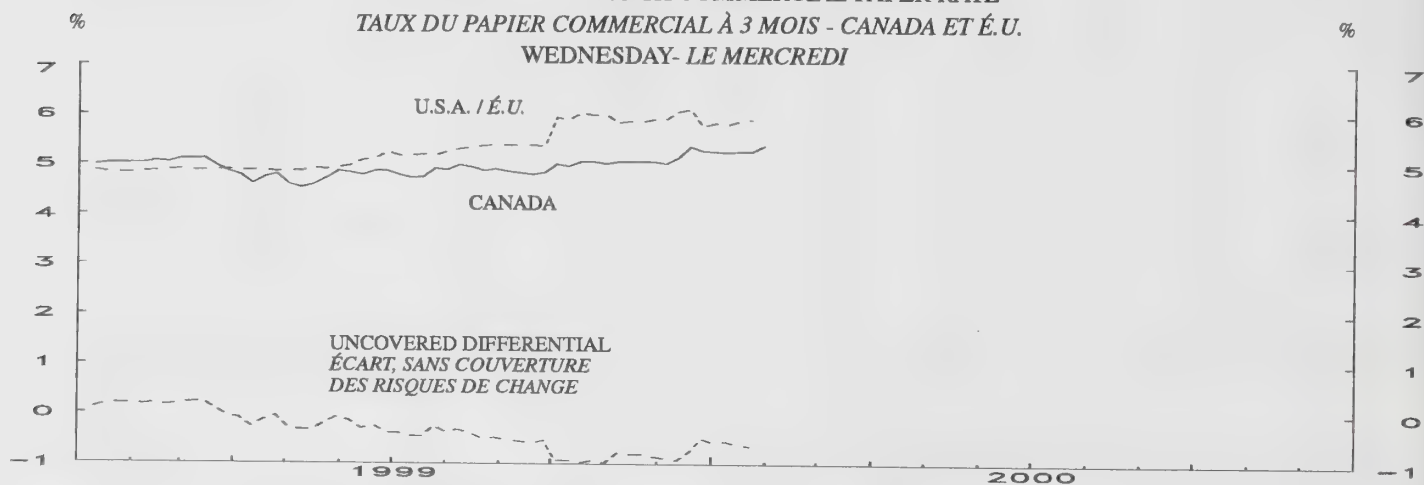 TAUX DU PAPIER COMMERCIAL À 3 MOIS - CANADA ET É.U.
WEDNESDAY- LE MERCREDI
% %
7 7
6 6
5 5
4 4
3 3
2 2
1 1
0 0
-1 -1
U.S.A. / É.U.
CANADA
UNCOVERED DIFFERENTIAL
ÉCART, SANS COUVERTURE
DES RISQUES DE CHANGE
1999 2000